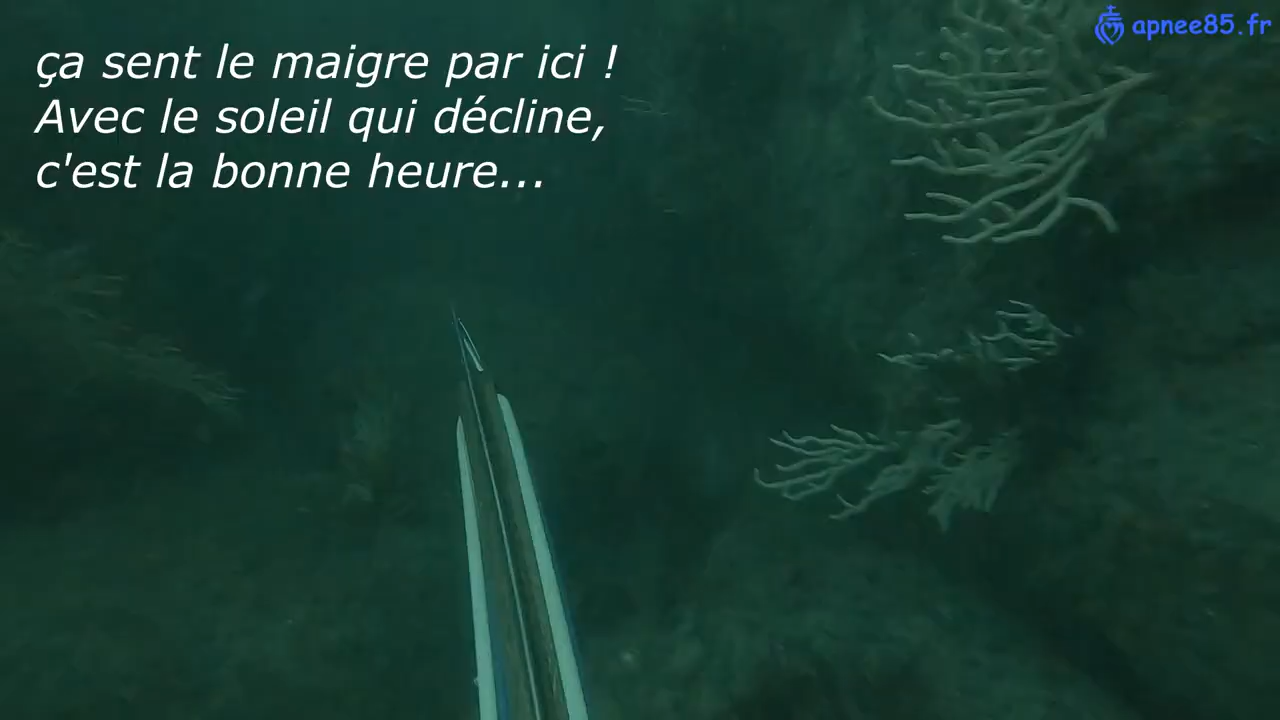 ça sent le maigre par ici !
Avec le soleil qui décline,
c'est la bonne heure...
apnee85.fr